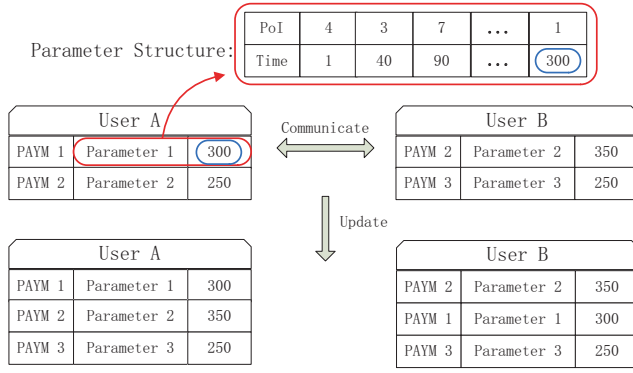 PoI 4 3 7 ... 1
Parameter Structure:
Time 1 40 90 ... 300
User A
PAYM 1 Parameter 1 300
PAYM 2 Parameter 2 250
Communicate
User B
PAYM 2 Parameter 2 350
PAYM 3 Parameter 3 250
Update
User A
PAYM 1 Parameter 1 300
PAYM 2 Parameter 2 350
PAYM 3 Parameter 3 250
User B
PAYM 2 Parameter 2 350
PAYM 1 Parameter 1 300
PAYM 3 Parameter 3 250